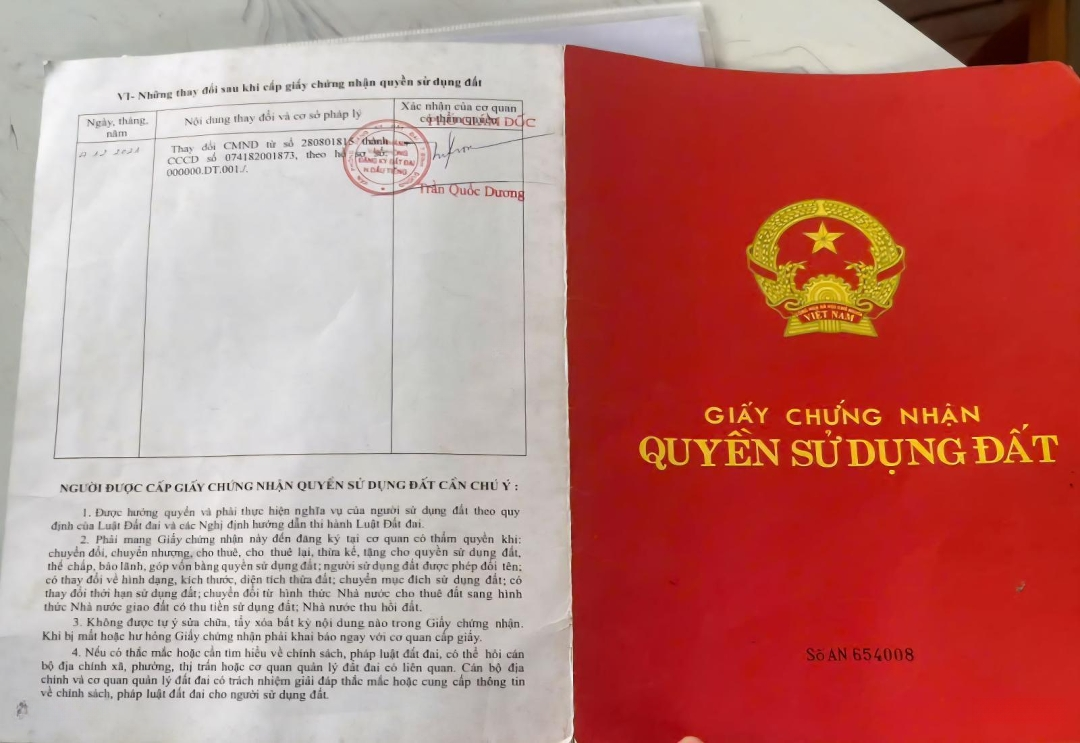 VI- Những thay đổi sau khi cấp giấy chứng nhận quyền sử dụng đất
Ngày, tháng, năm
Nội dung thay đổi và cơ sở pháp lý
Xác nhận của cơ quan
có thẩm quyền
GIÁM ĐỐC
12 2022
Thay đổi CMND từ số 280801815 thành
CCCD số 074182001873, theo hồ sơ số:
000000.DT.001./.
ĐĂNG KÝ ĐẤT ĐAI
H.DẦU TIẾNG
Trần Quốc Dương
NGƯỜI ĐƯỢC CẤP GIẤY CHỨNG NHẬN QUYỀN SỬ DỤNG ĐẤT CẦN CHÚ Ý :
1. Được hưởng quyền và phải thực hiện nghĩa vụ của người sử dụng đất theo quy
định của Luật Đất đai và các Nghị định hướng dẫn thi hành Luật Đất đai.
2. Phải mang Giấy chứng nhận này đến đăng ký tại cơ quan có thẩm quyền khi:
chuyển đổi, chuyển nhượng, cho thuê, cho thuê lại, thừa kế, tặng cho quyền sử dụng đất,
thế chấp, bảo lãnh, góp vốn bằng quyền sử dụng đất; người sử dụng đất được phép đổi tên;
có thay đổi về hình dạng, kích thước, diện tích thửa đất; chuyển mục đích sử dụng đất; có
thay đổi thời hạn sử dụng đất; chuyển đổi từ hình thức Nhà nước cho thuê đất sang hình
thức Nhà nước giao đất có thu tiền sử dụng đất; Nhà nước thu hồi đất.
3. Không được tự ý sửa chữa, tẩy xóa bất kỳ nội dung nào trong Giấy chứng nhận.
Khi bị mất hoặc hư hỏng Giấy chứng nhận phải khai báo ngay với cơ quan cấp giấy.
4. Nếu có thắc mắc hoặc cần tìm hiểu về chính sách, pháp luật đất đai, có thể hỏi cán
bộ địa chính xã, phường, thị trấn hoặc cơ quan quản lý đất đai có liên quan. Cán bộ địa
chính và cơ quan quản lý đất đai có trách nhiệm giải đáp thắc mắc hoặc cung cấp thông tin
về chính sách, pháp luật đất đai cho người sử dụng đất.
VIỆT NAM
GIẤY CHỨNG NHẬN
QUYỀN SỬ DỤNG ĐẤT
Số AN 654008